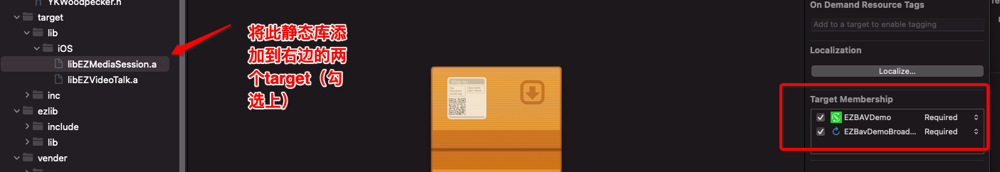 YKWoodpecker.h
target
lib
iOS
libEZMediaSession.a
libEZVideoTalk.a
inc
ezlib
include
lib
vender
将此静态库添
加到右边的两
个target（勾
选上）
Ship to:
On Demand Resource Tags
Add to a target to enable tagging
Localization
Localize...
Target Membership
EZBAVDemo Required
EZBavDemoBroad... Required